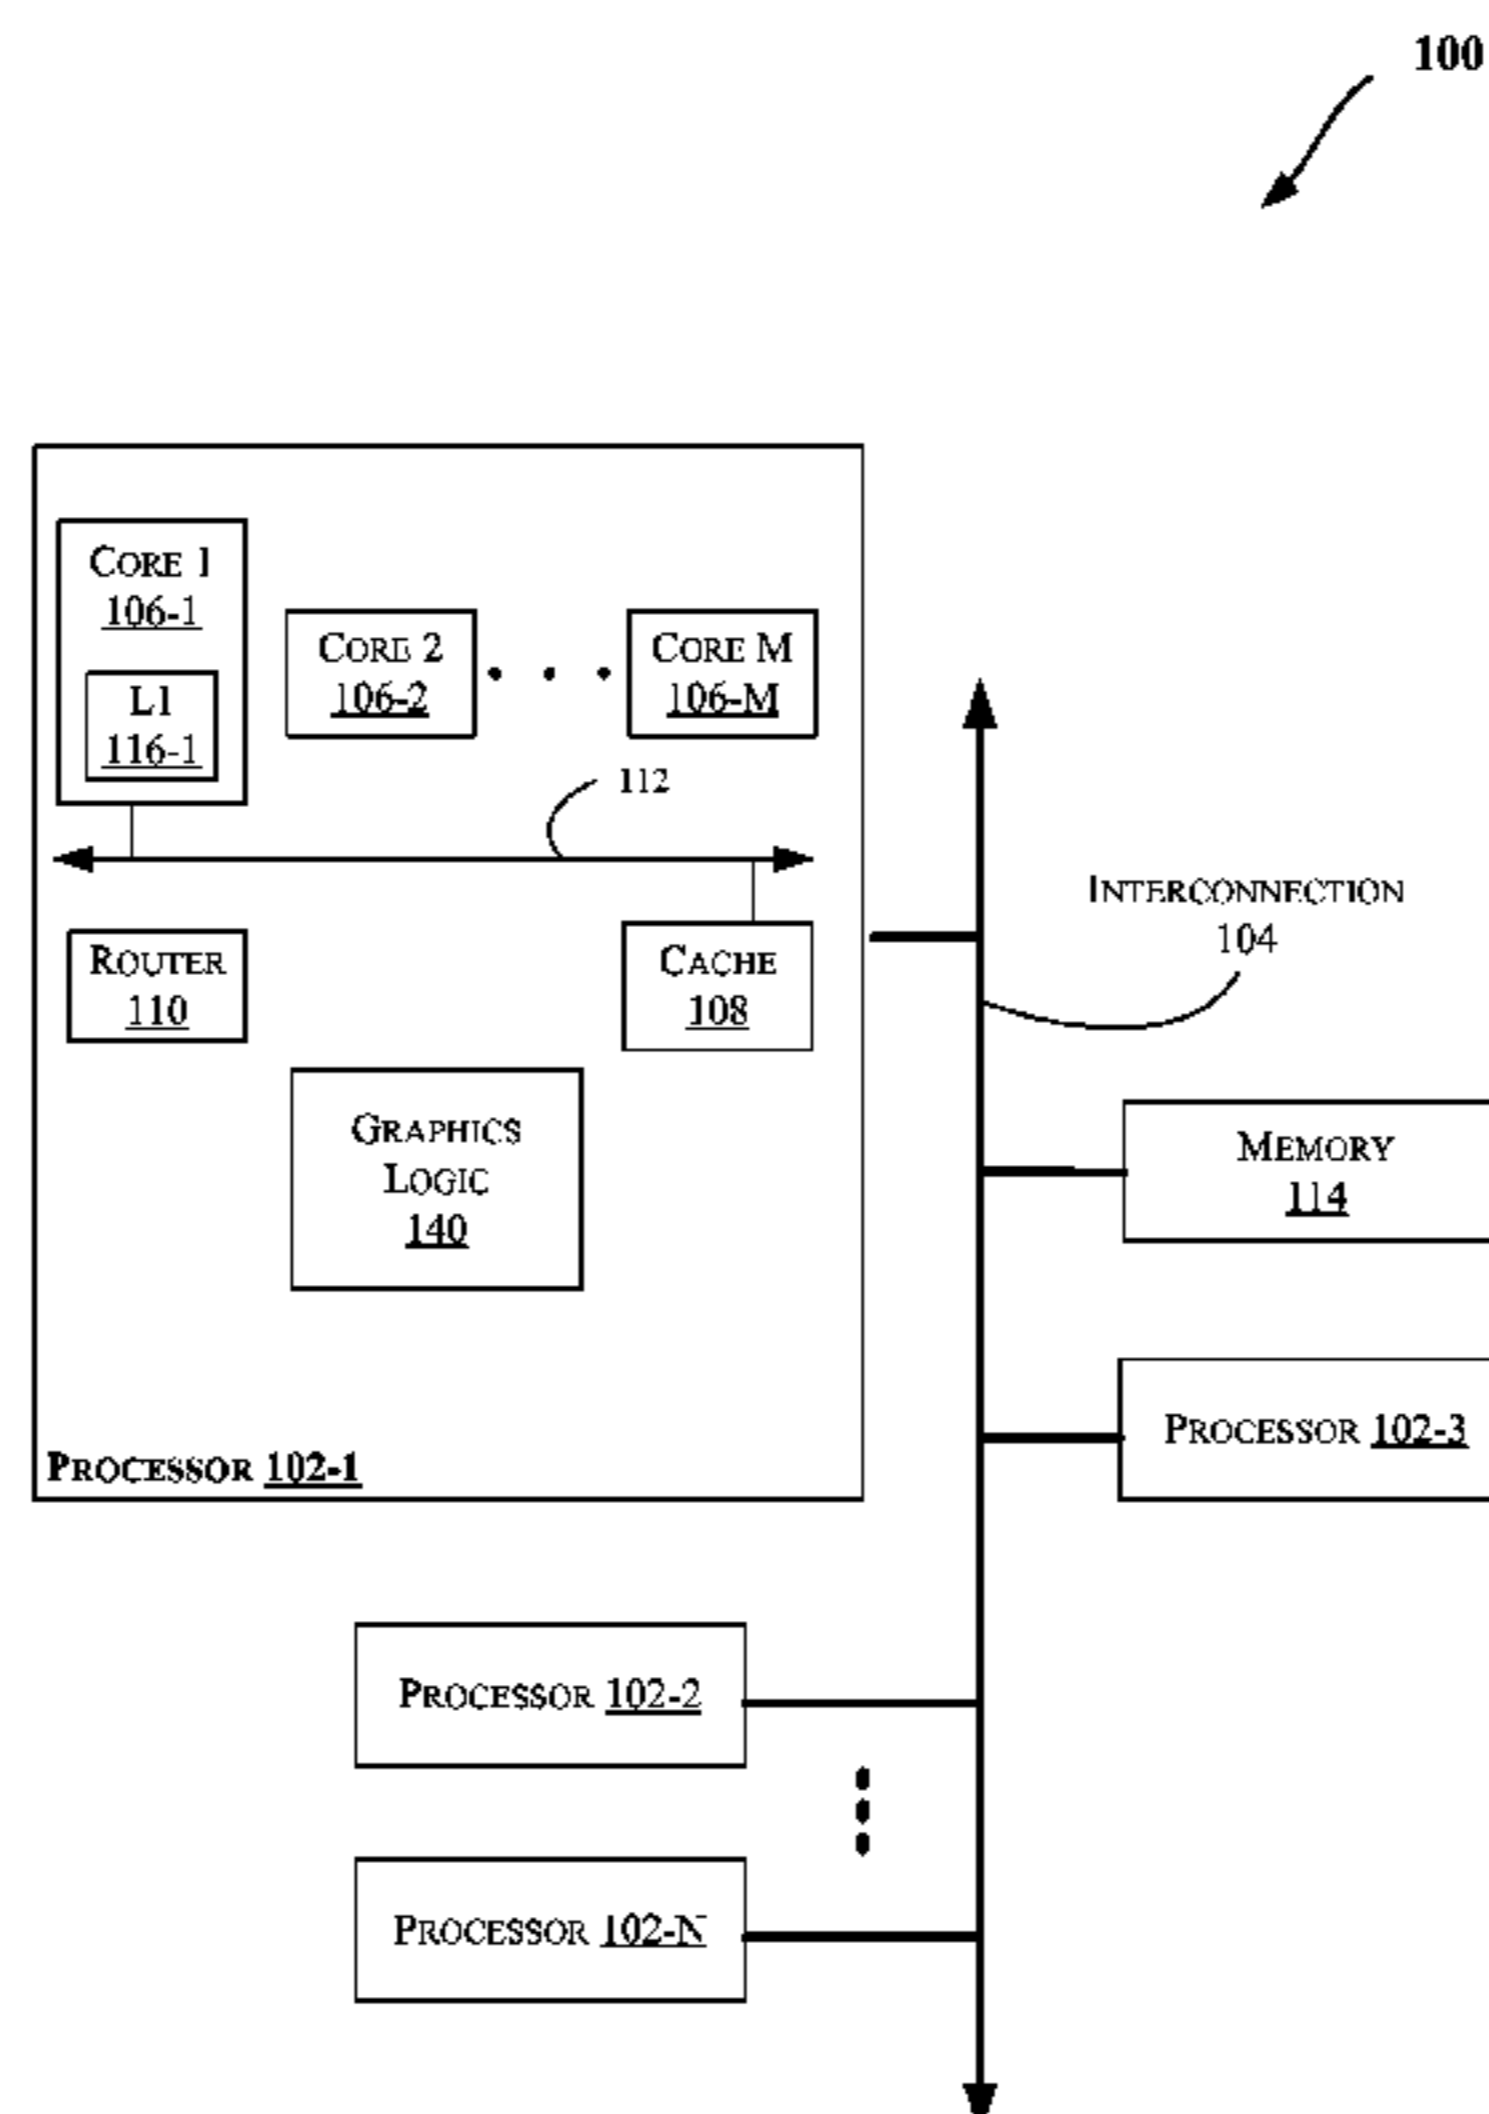 100
CORE 1
106-1
L1
116-1
CORE 2
106-2
CORE M
106-M
112
ROUTER
110
CACHE
108
GRAPHICS
LOGIC
140
PROCESSOR 102-1
INTERCONNECTION
104
MEMORY
114
PROCESSOR 102-3
PROCESSOR 102-2
PROCESSOR 102-N